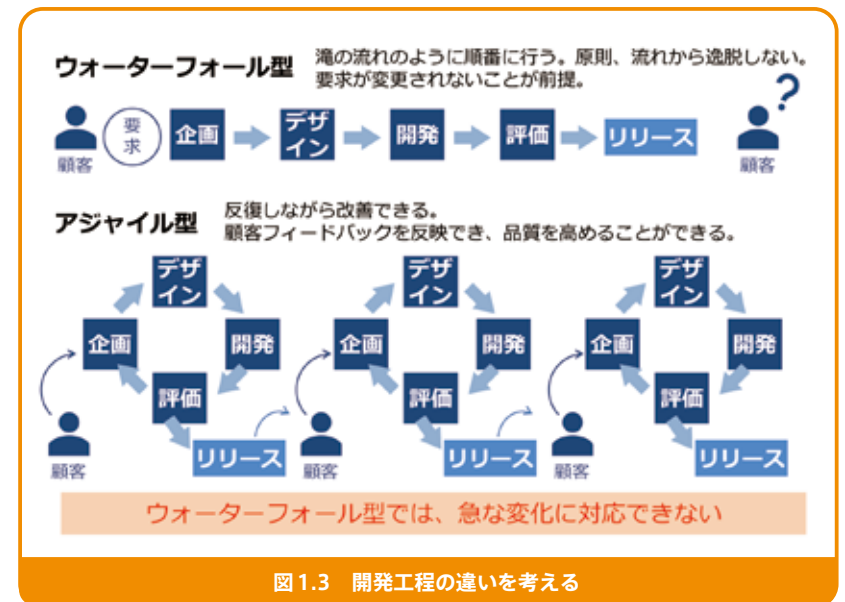 ウォーターフォール型
滝の流れのように順番に行う。原則、流れから逸脱しない。
要求が変更されないことが前提。
?
顧客
要
求
企画
デザ
イン
開発
評価
リリース
顧客
アジャイル型
反復しながら改善できる。
顧客フィードバックを反映でき、品質を高めることができる。
デザ
イン
企画
開発
評価
リリース
顧客
デザ
イン
企画
開発
評価
リリース
顧客
デザ
イン
企画
開発
評価
リリース
顧客
ウォーターフォール型では、急な変化に対応できない
図1.3 開発工程の違いを考える